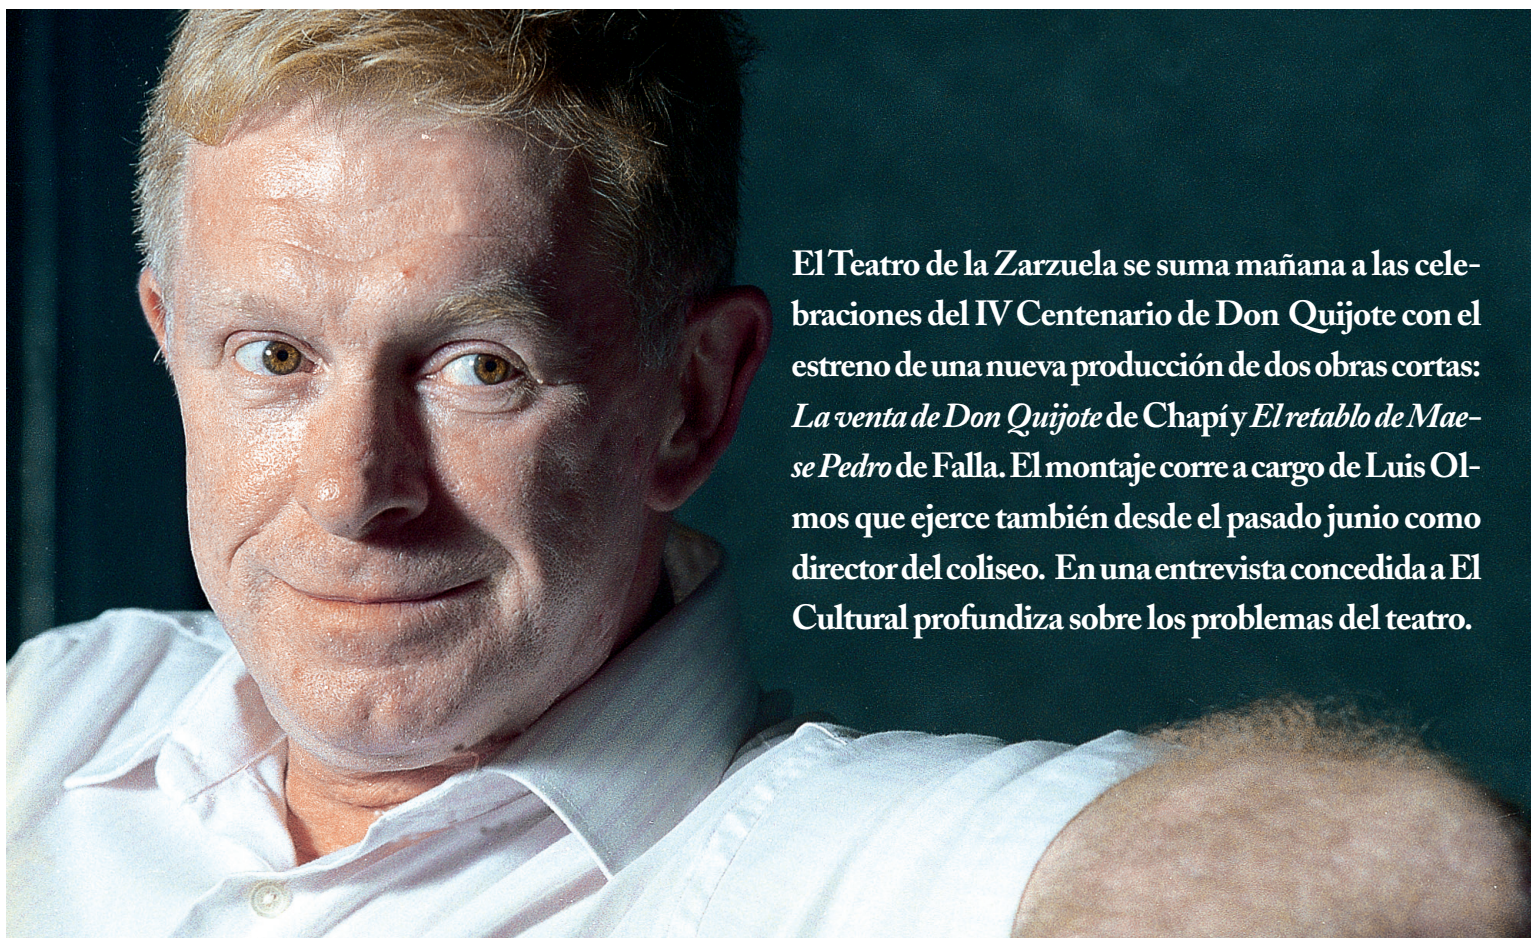 El Teatro de la Zarzuela se suma mañana a las cele-
braciones del IV Centenario de Don Quijote con el
estreno de una nueva producción de dos obras cortas:
La venta de Don Quijote de Chapí y El retablo de Mae-
se Pedro de Falla. El montaje corre a cargo de Luis Ol-
mos que ejerce también desde el pasado junio como
director del coliseo. En una entrevista concedida a El
Cultural profundiza sobre los problemas del teatro.